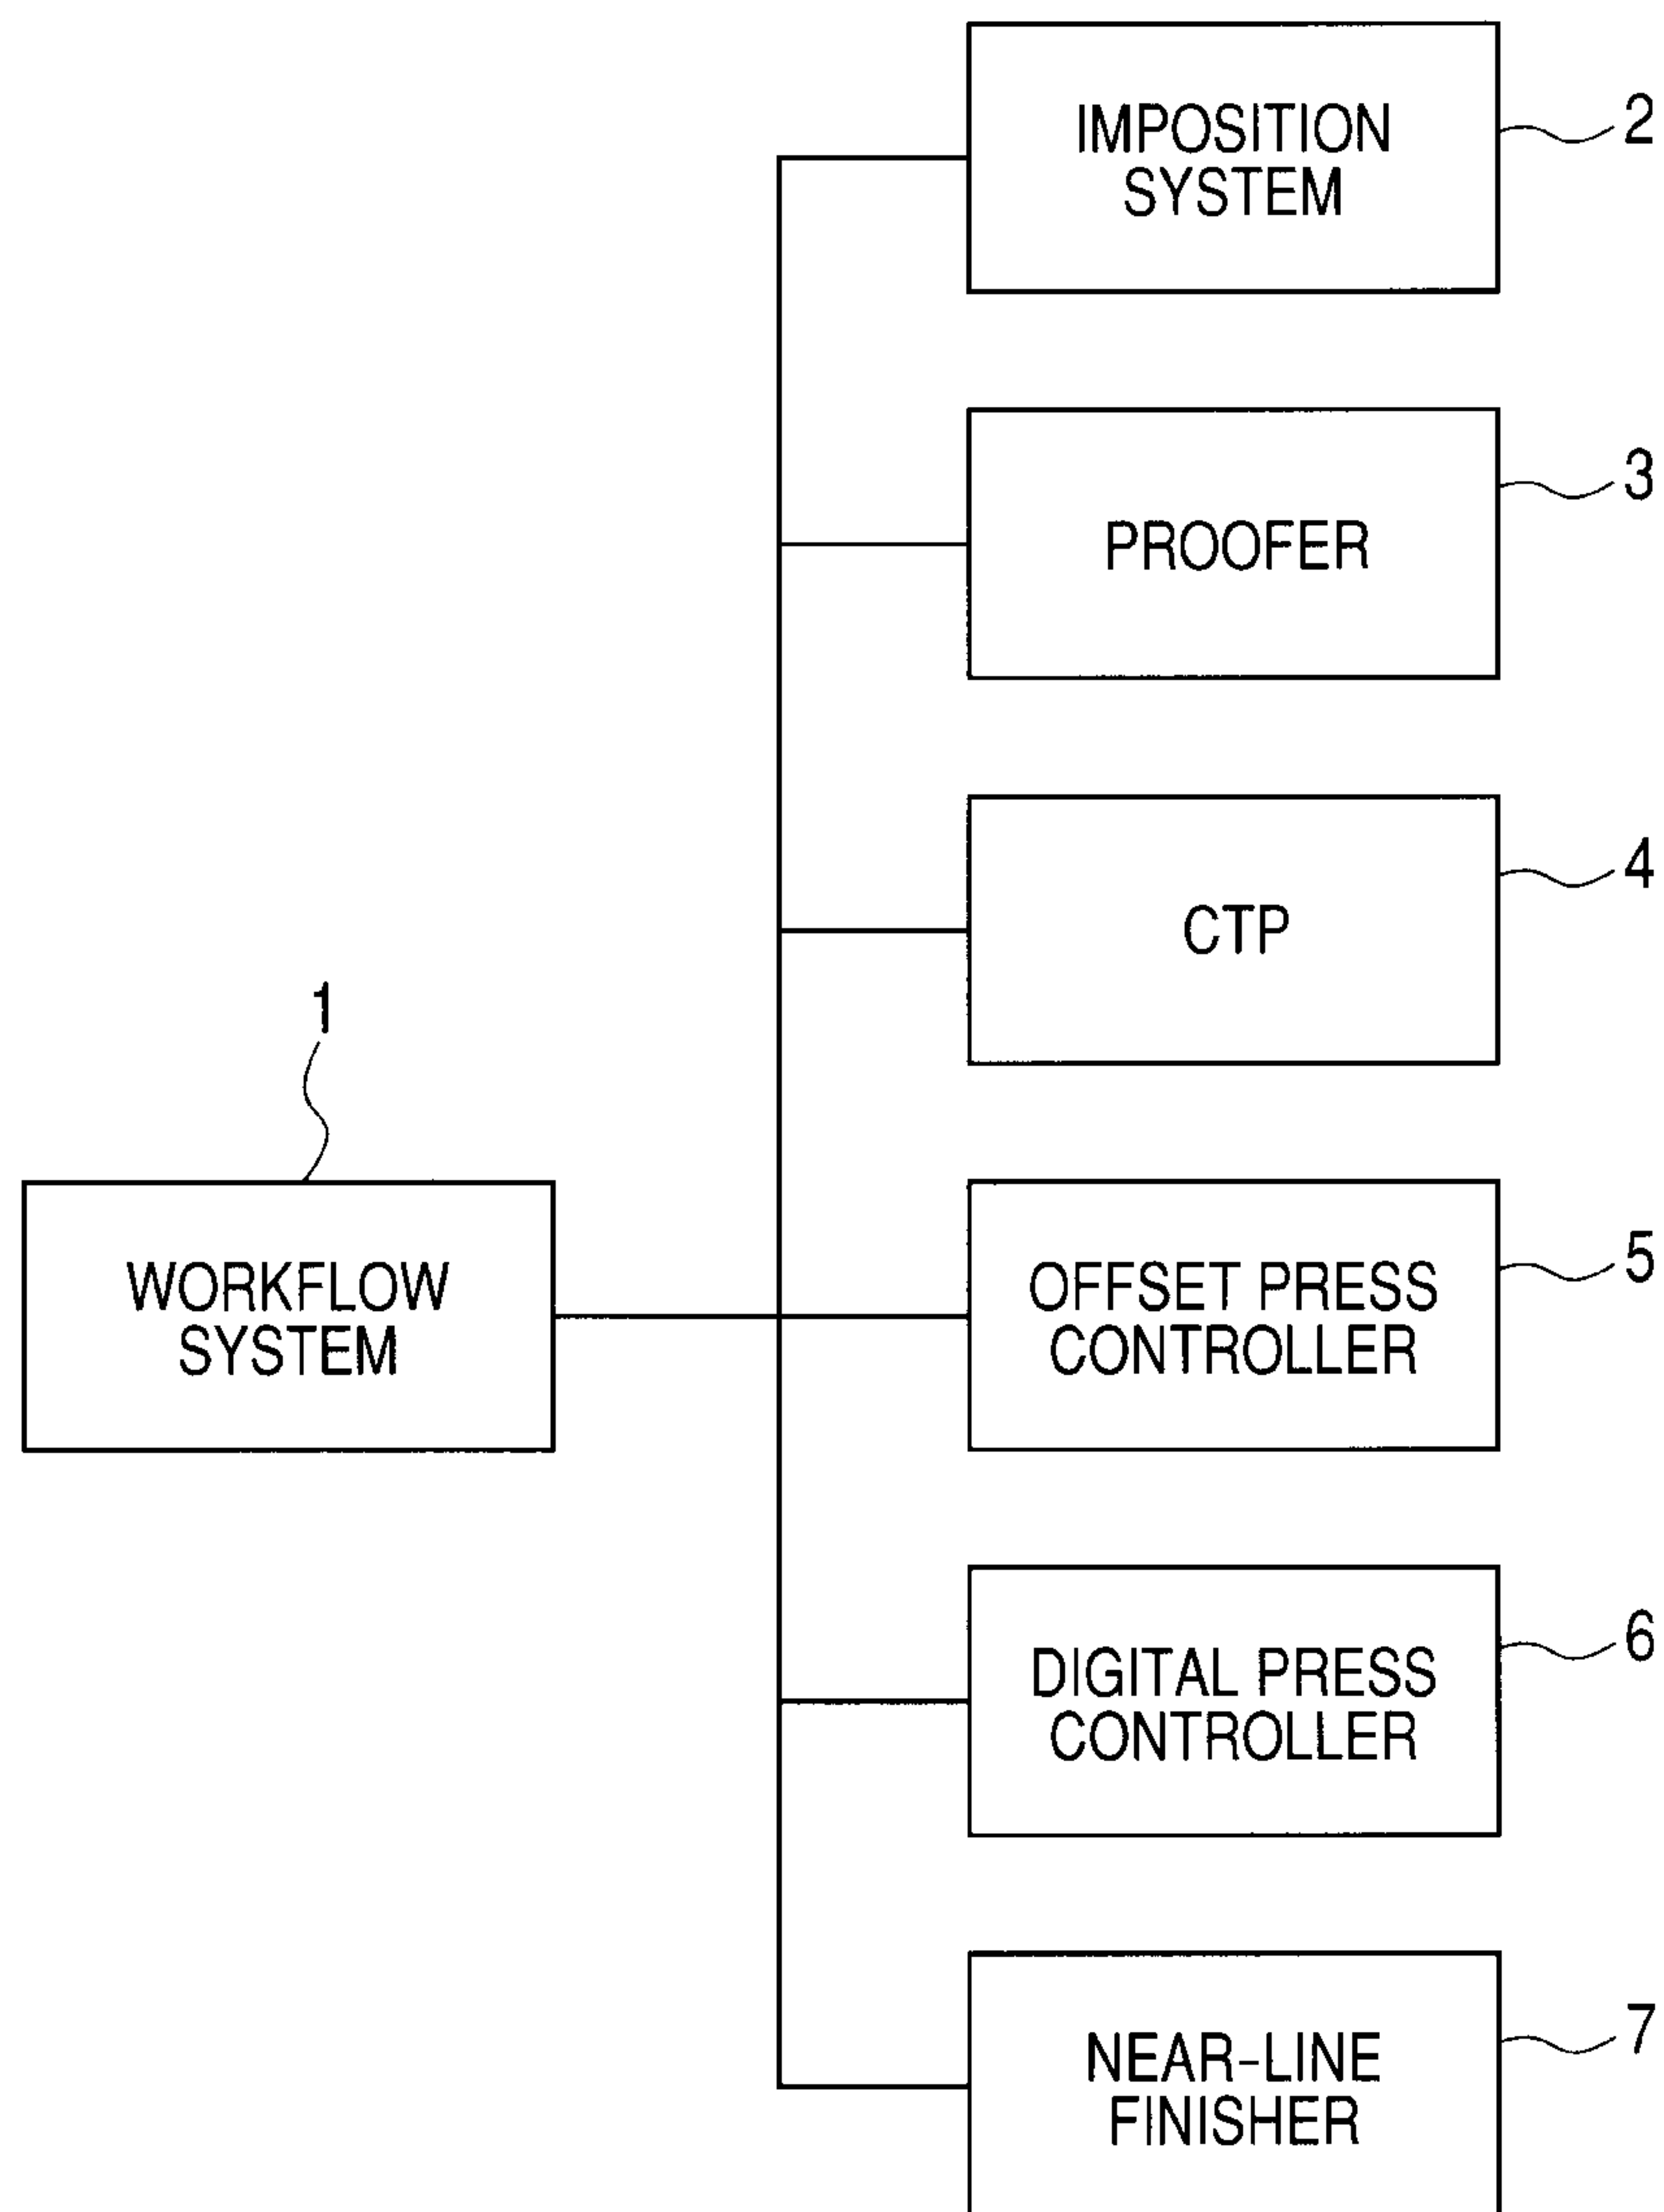 IMPOSITION
SYSTEM
2
PROOFER
3
CTP
4
1
WORKFLOW
SYSTEM
OFFSET PRESS
CONTROLLER
5
DIGITAL PRESS
CONTROLLER
6
NEAR-LINE
FINISHER
7